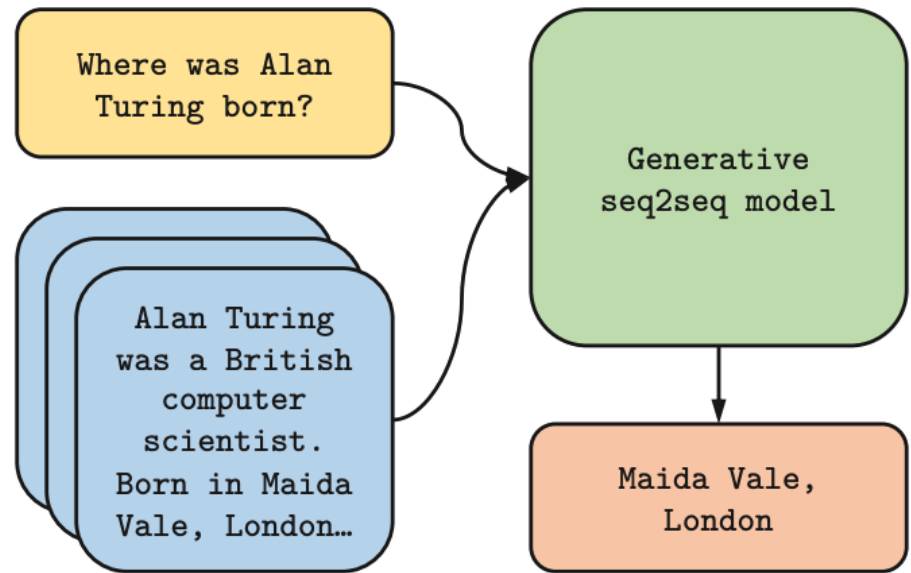 Where was Alan
Turing born?
Alan Turing
was a British
computer
scientist.
Born in Maida
Vale, London…
Generative
seq2seq model
Maida Vale,
London